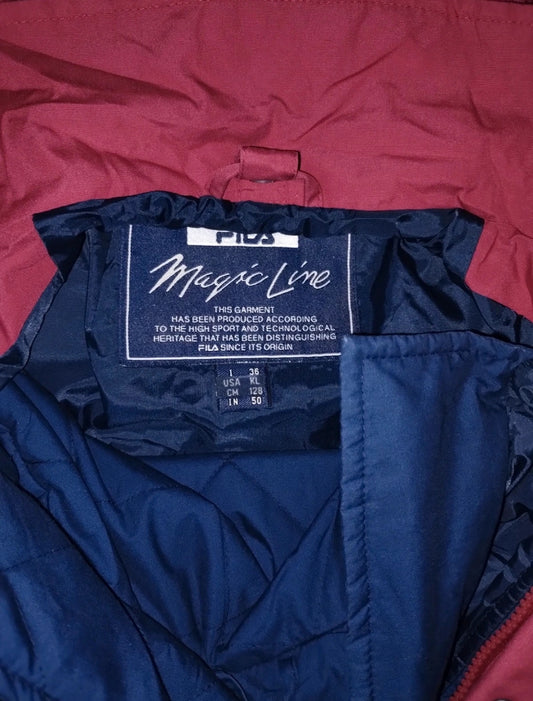 FILA
Magic Line
THIS GARMENT
HAS BEEN PRODUCED ACCORDING
TO THE HIGH SPORT AND TECHNOLOGICAL
HERITAGE THAT HAS BEEN DISTINGUISHING
FILA SINCE ITS ORIGIN
I 36
USA XL
CM 128
IN 50